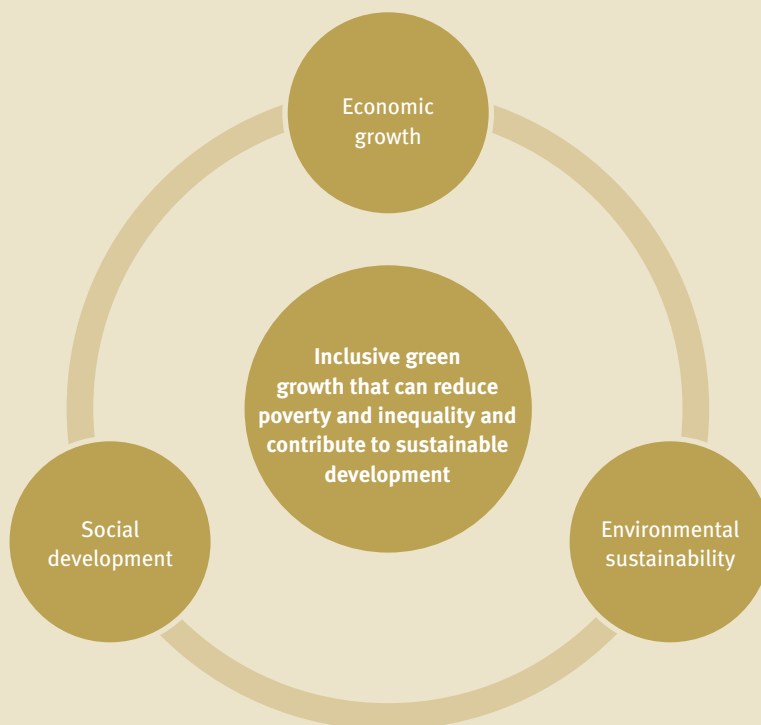 Economic
growth
Inclusive green
growth that can reduce
poverty and inequality and
contribute to sustainable
development
Social
development
Environmental
sustainability